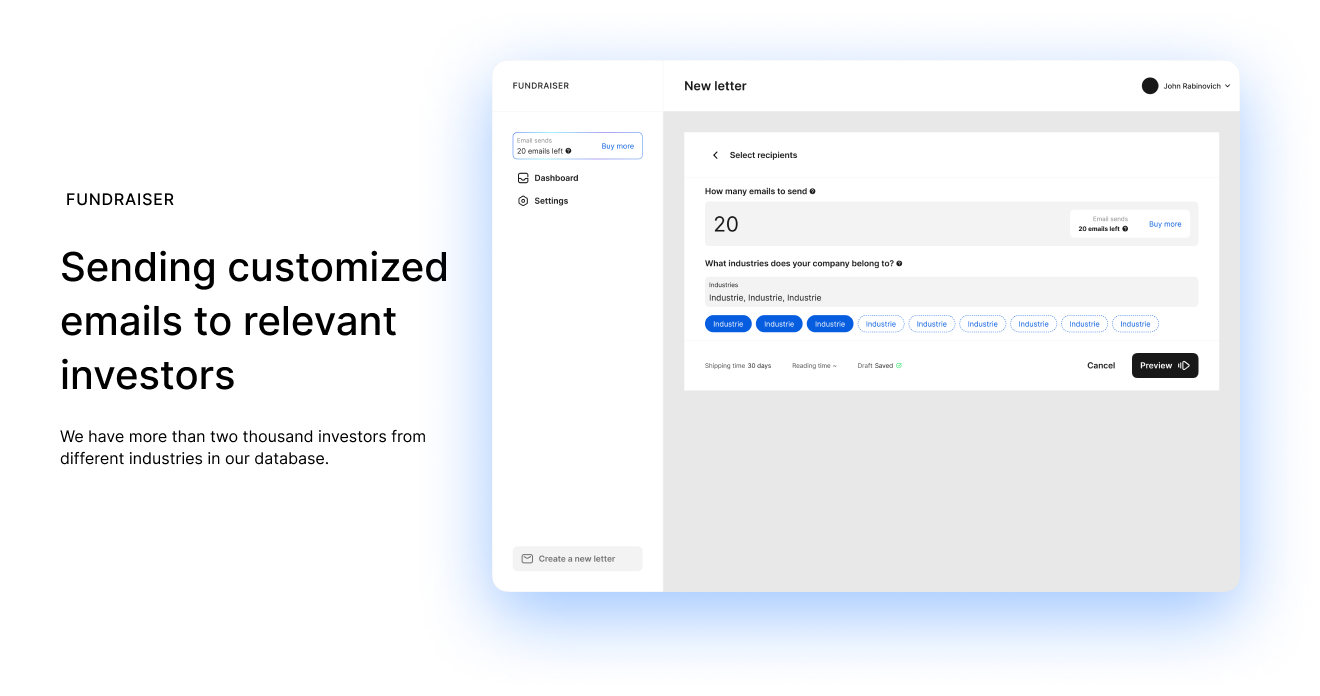 FUNDRAISER
Sending customized
emails to relevant
investors
We have more than two thousand investors from
different industries in our database.
FUNDRAISER
New letter
John Rabinovich
Email sends
20 emails left
Buy more
Dashboard
Settings
Create a new letter
Select recipients
How many emails to send
20
Email sends
20 emails left
Buy more
What industries does your company belong to?
Industries
Industrie, Industrie, Industrie
Industrie Industrie Industrie Industrie Industrie Industrie Industrie Industrie Industrie
Shipping time 30 days Reading time ~ Draft Saved
Cancel
Preview